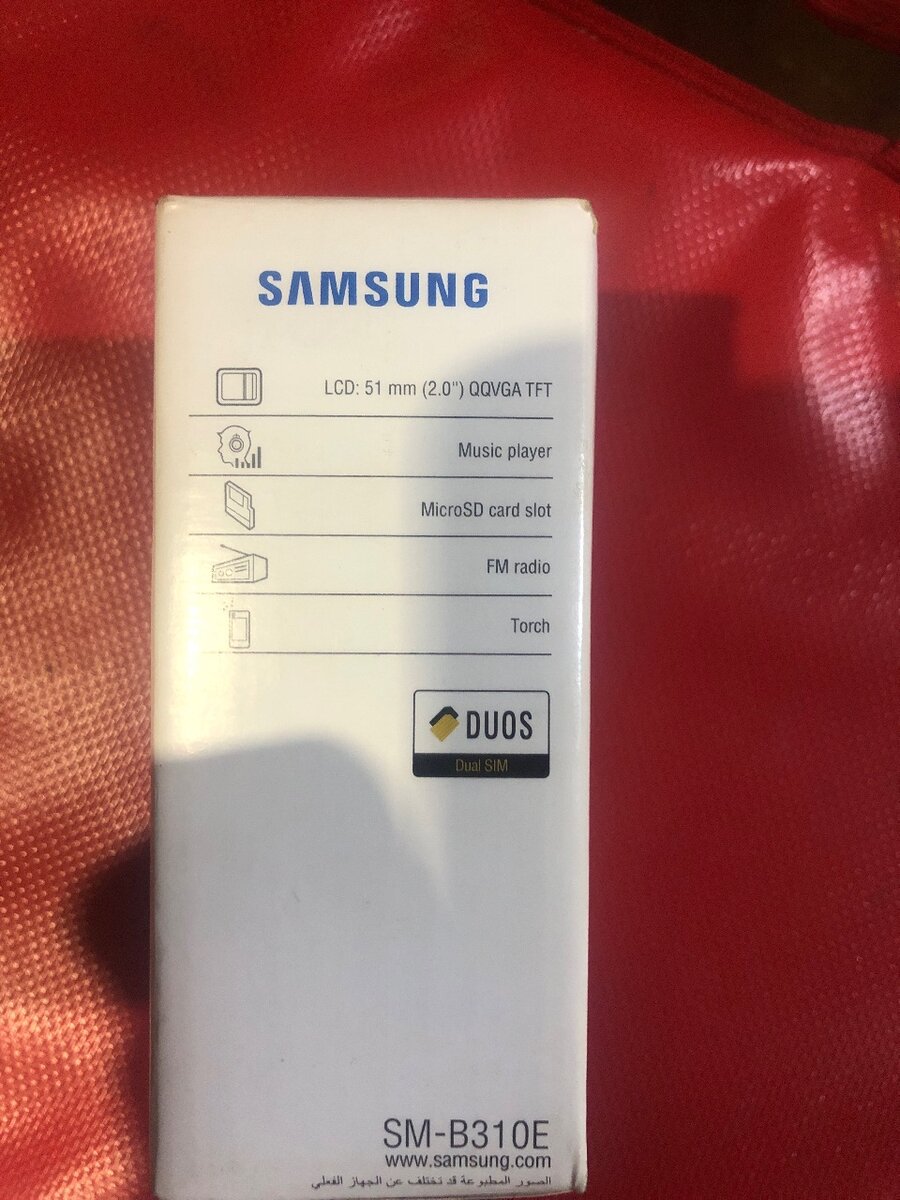 SAMSUNG
LCD: 51 mm (2.0") QQVGA TFT
Music player
MicroSD card slot
FM radio
Torch
DUOS
Dual SIM
SM-B310E
www.samsung.com
الصور المطبوعة قد تختلف عن الجهاز الفعلي